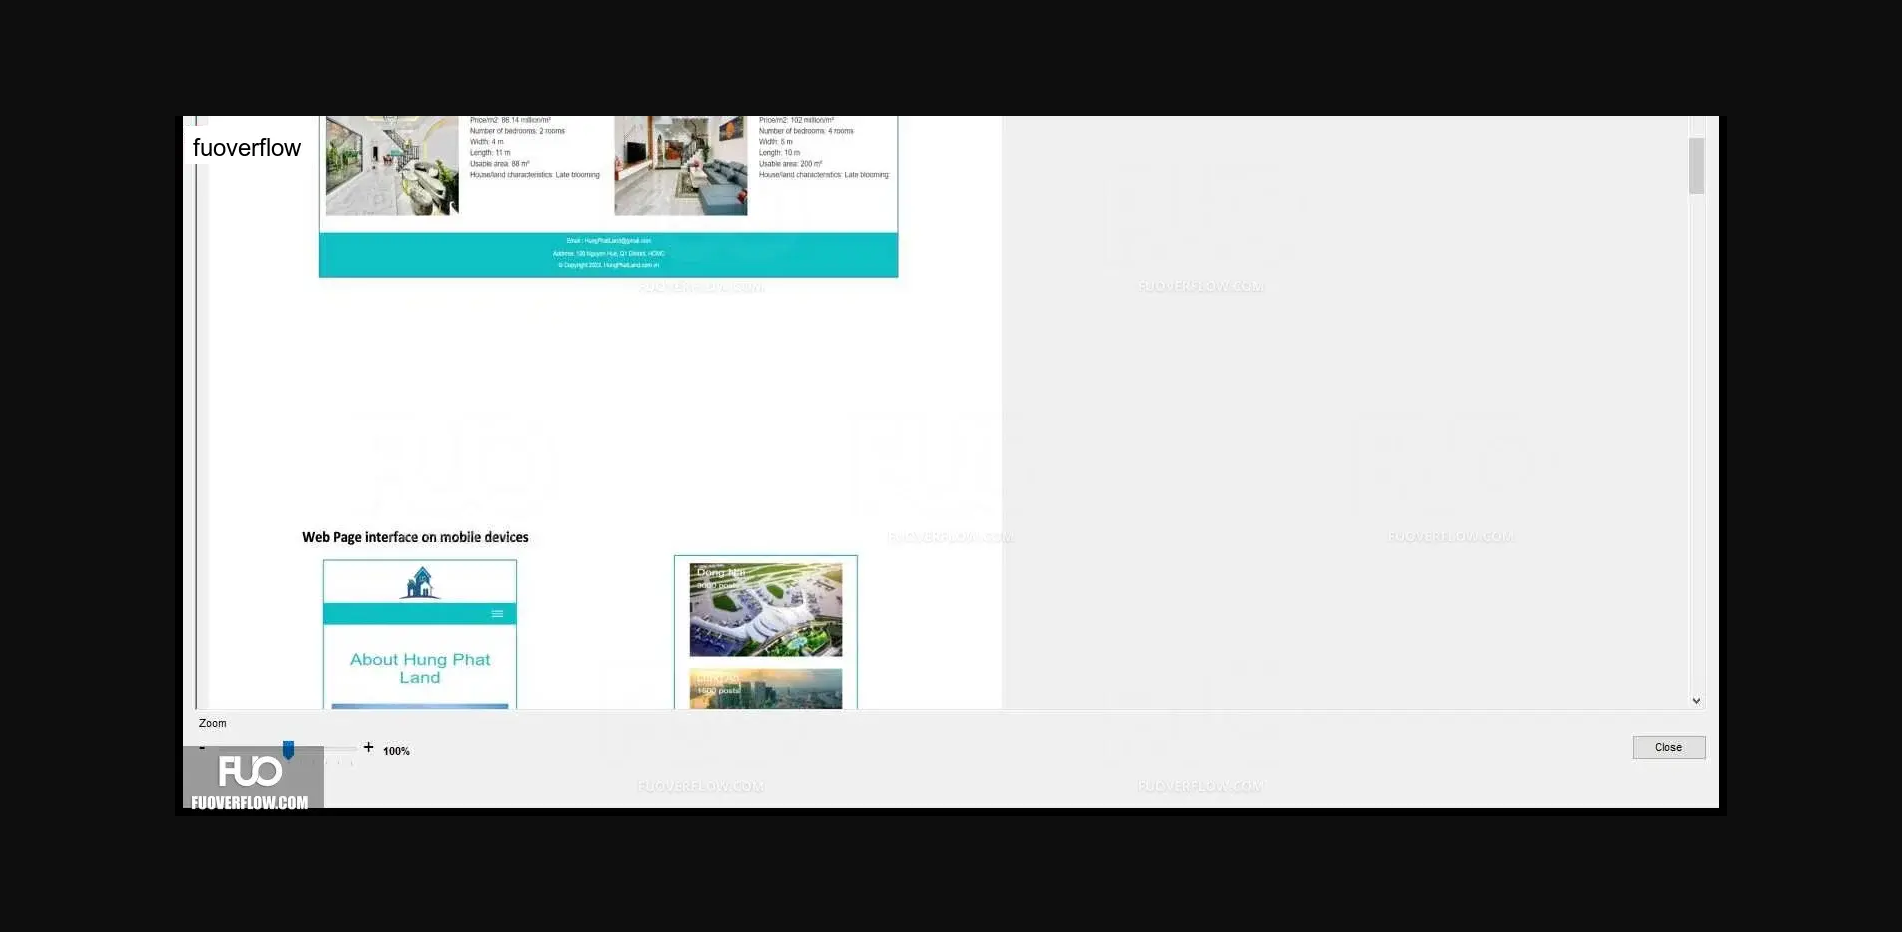 fuoverflow
Price/m2: 86.14 million/m²
Number of bedrooms: 2 rooms
Width: 4 m
Length: 11 m
Usable area: 88 m²
House/land characteristics: Late blooming
Price/m2: 102 million/m²
Number of bedrooms: 4 rooms
Width: 5 m
Length: 10 m
Usable area: 200 m²
House/land characteristics: Late blooming
Email : HungPhatLand@gmail.com
Address: 120 Nguyen Hue, Q1 District, HCMC
© Copyright 2023. HungPhatLand.com.vn
FUOVERFLOW.COM
FUOVERFLOW.COM
Web Page interface on mobile devices
FUOVERFLOW.COM
FUOVERFLOW.COM
About Hung Phat
Land
Dong Nai
3000 posts
Long An
1500 posts
Zoom
- + 100%
Close
FUO
FUOVERFLOW.COM
FUOVERFLOW.COM
FUOVERFLOW.COM